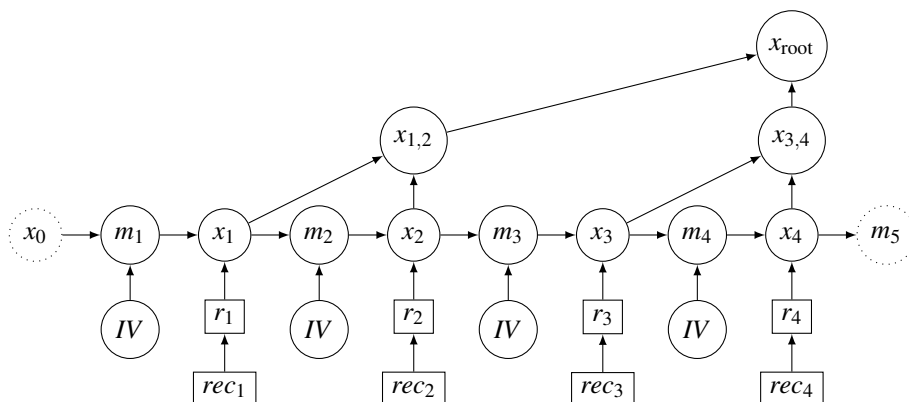 x_root
x_{1,2} x_{3,4}
x_0 m_1 x_1 m_2 x_2 m_3 x_3 m_4 x_4 m_5
IV r_1 IV r_2 IV r_3 IV r_4
rec_1 rec_2 rec_3 rec_4